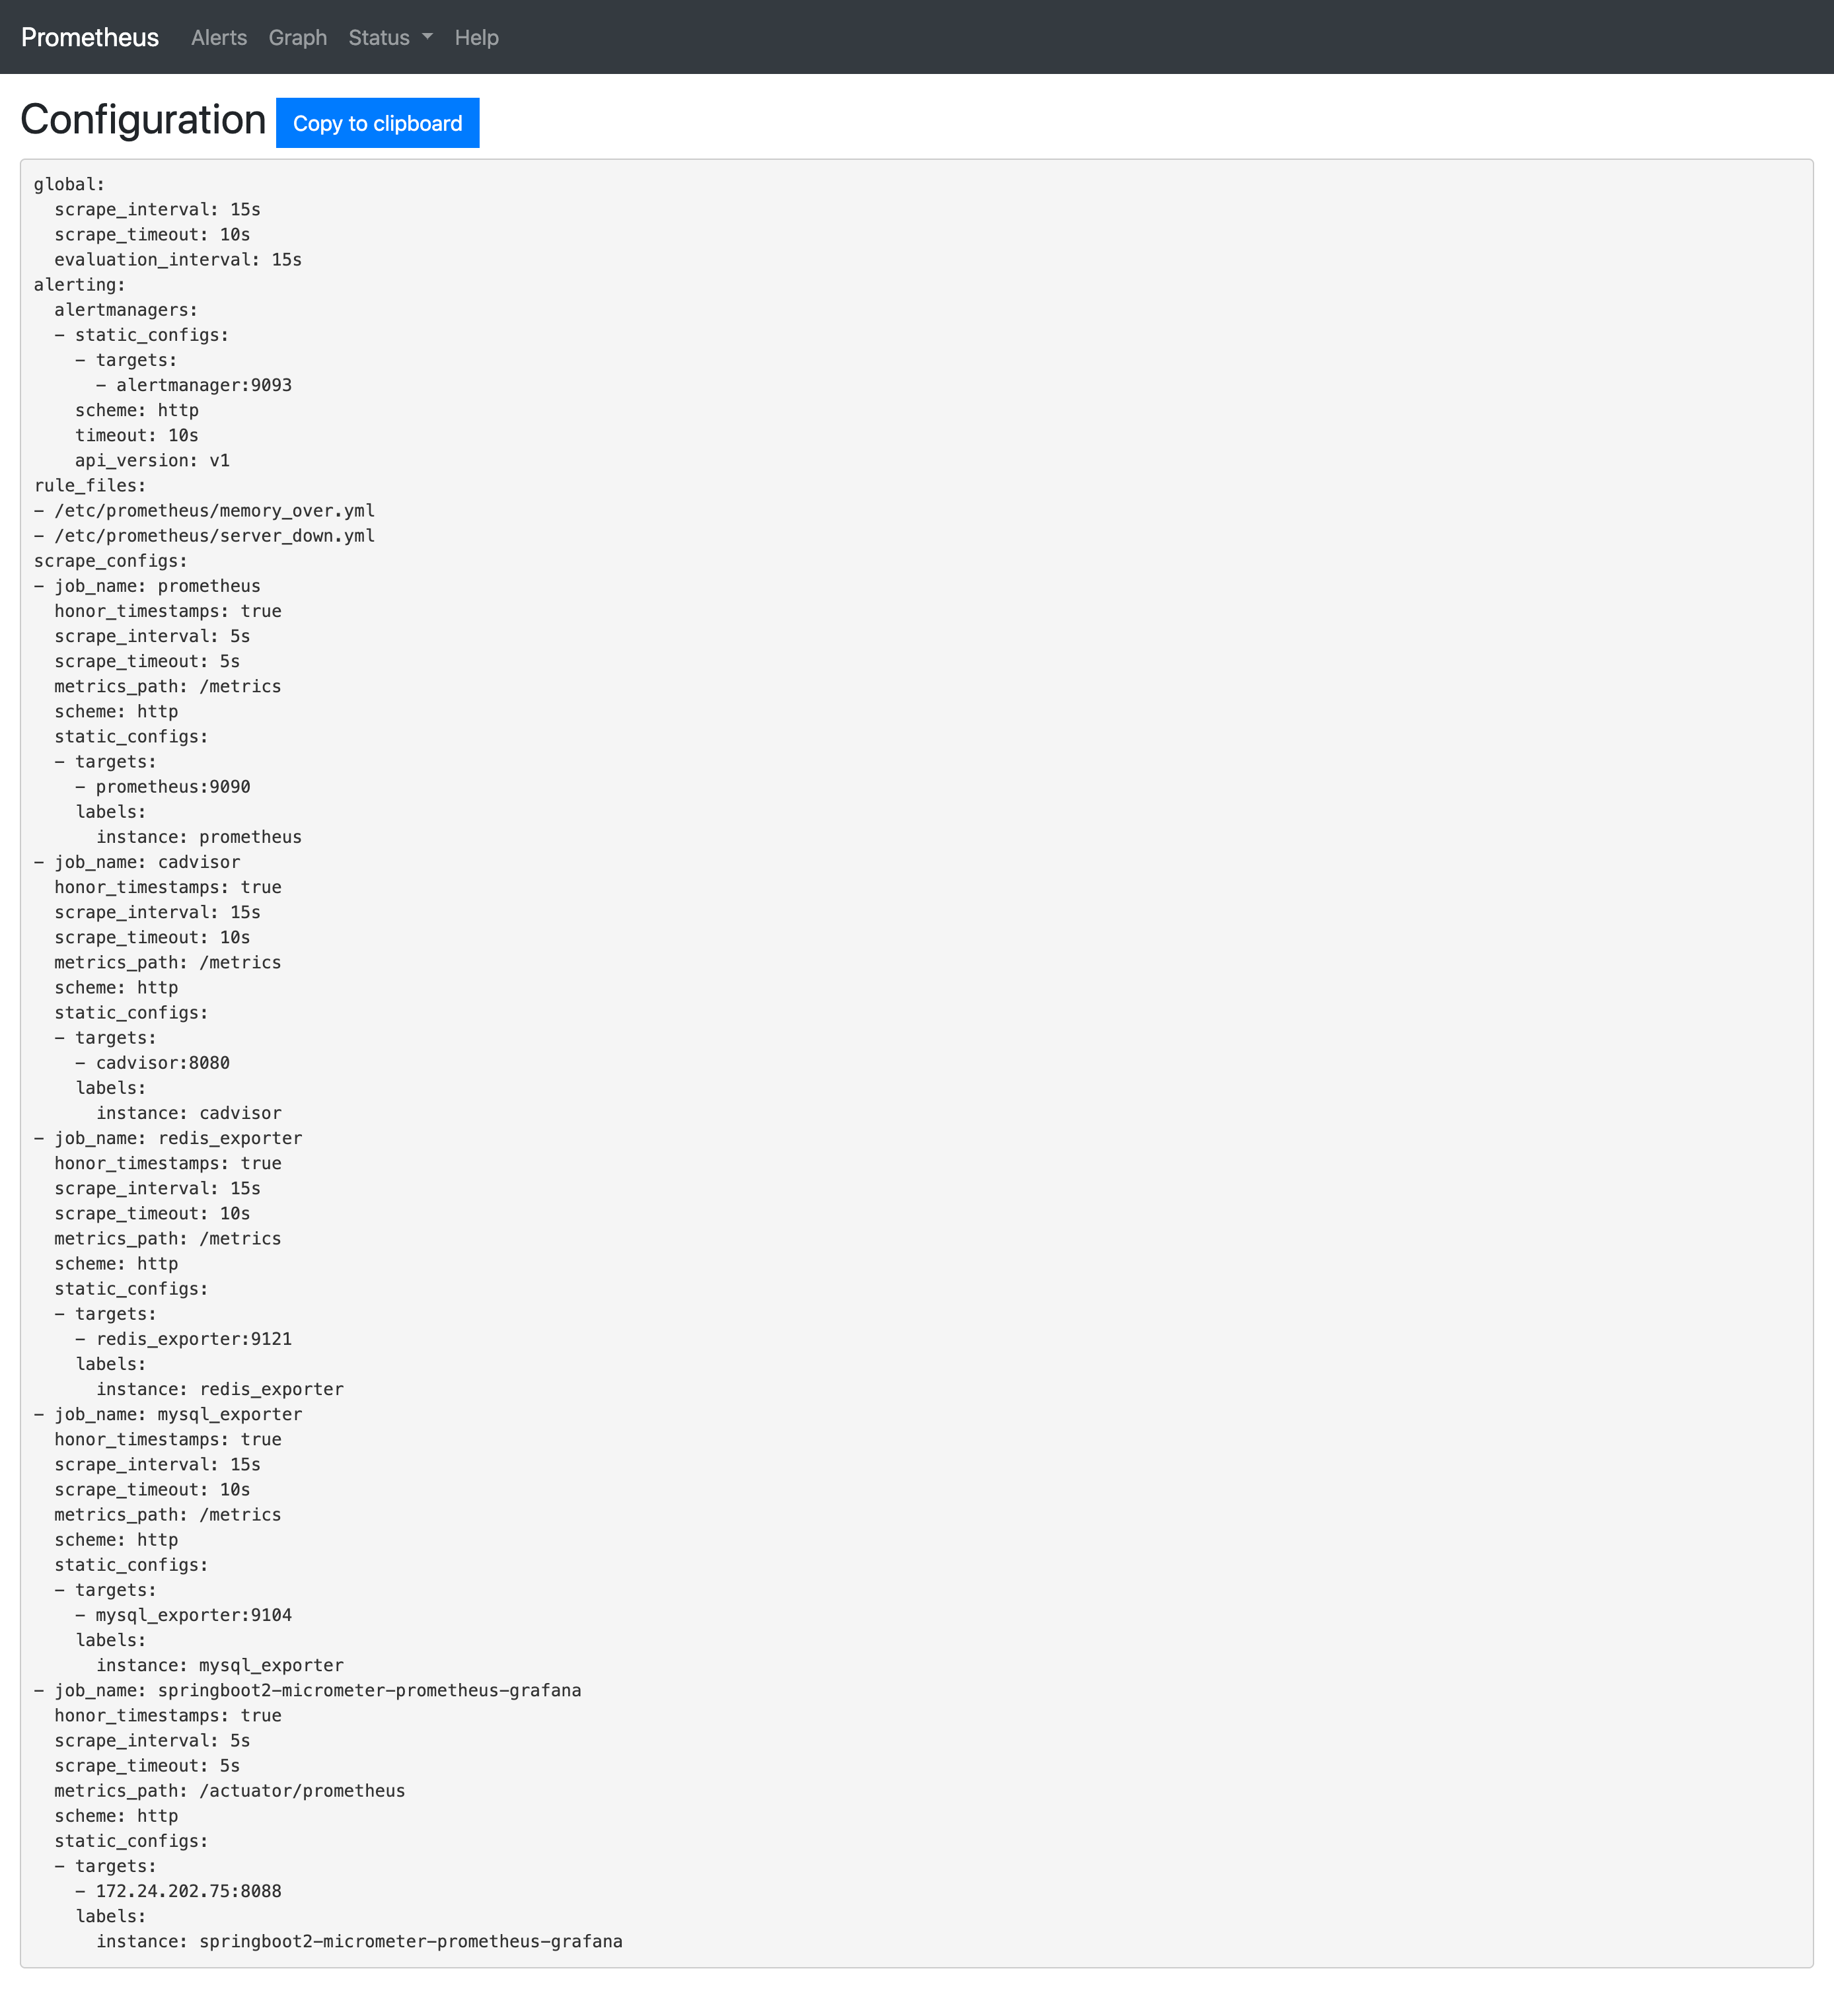 Prometheus Alerts Graph Status Help
Configuration Copy to clipboard
global:
  scrape_interval: 15s
  scrape_timeout: 10s
  evaluation_interval: 15s
alerting:
  alertmanagers:
  - static_configs:
    - targets:
      - alertmanager:9093
    scheme: http
    timeout: 10s
    api_version: v1
rule_files:
- /etc/prometheus/memory_over.yml
- /etc/prometheus/server_down.yml
scrape_configs:
- job_name: prometheus
  honor_timestamps: true
  scrape_interval: 5s
  scrape_timeout: 5s
  metrics_path: /metrics
  scheme: http
  static_configs:
  - targets:
    - prometheus:9090
    labels:
      instance: prometheus
- job_name: cadvisor
  honor_timestamps: true
  scrape_interval: 15s
  scrape_timeout: 10s
  metrics_path: /metrics
  scheme: http
  static_configs:
  - targets:
    - cadvisor:8080
    labels:
      instance: cadvisor
- job_name: redis_exporter
  honor_timestamps: true
  scrape_interval: 15s
  scrape_timeout: 10s
  metrics_path: /metrics
  scheme: http
  static_configs:
  - targets:
    - redis_exporter:9121
    labels:
      instance: redis_exporter
- job_name: mysql_exporter
  honor_timestamps: true
  scrape_interval: 15s
  scrape_timeout: 10s
  metrics_path: /metrics
  scheme: http
  static_configs:
  - targets:
    - mysql_exporter:9104
    labels:
      instance: mysql_exporter
- job_name: springboot2-micrometer-prometheus-grafana
  honor_timestamps: true
  scrape_interval: 5s
  scrape_timeout: 5s
  metrics_path: /actuator/prometheus
  scheme: http
  static_configs:
  - targets:
    - 172.24.202.75:8088
    labels:
      instance: springboot2-micrometer-prometheus-grafana